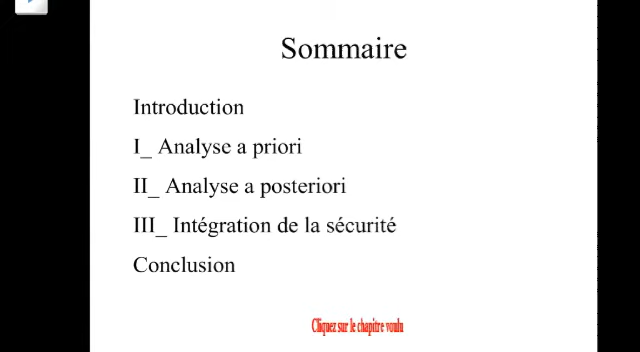 Sommaire
Introduction
I_ Analyse a priori
II_ Analyse a posteriori
III_ Intégration de la sécurité
Conclusion
Cliquez sur le chapitre voulu